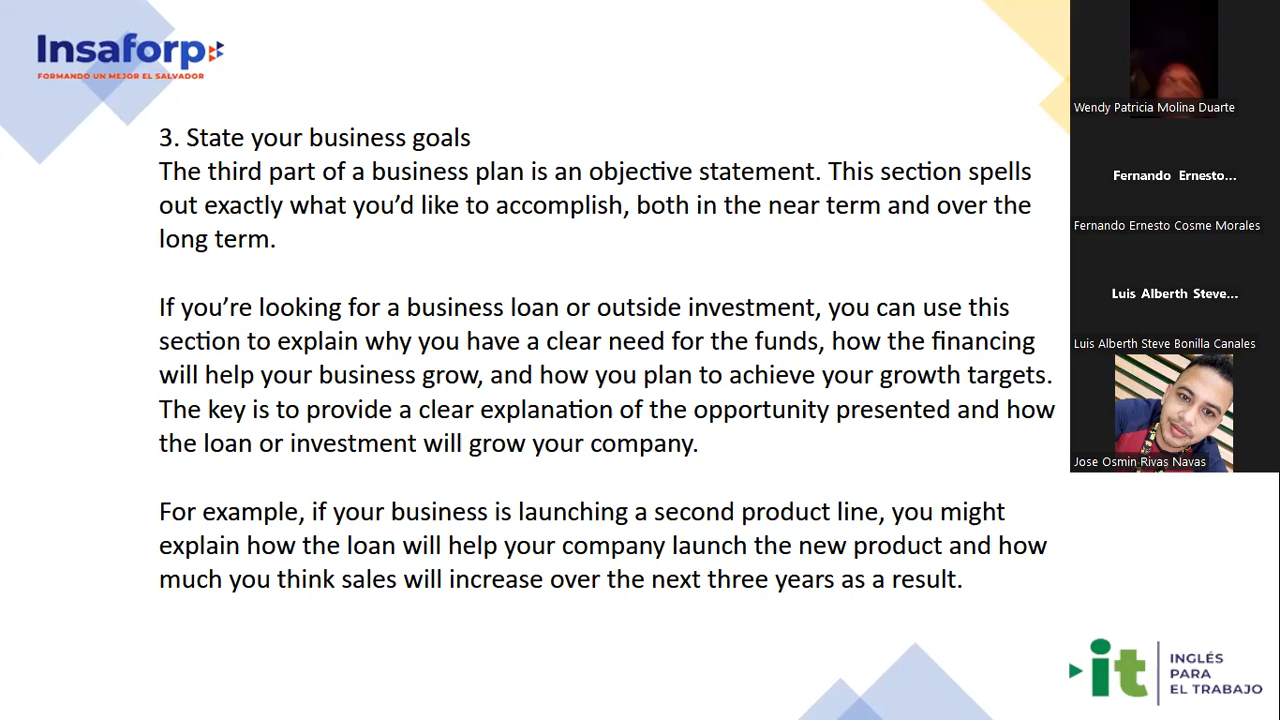 Insaforp
FORMANDO UN MEJOR EL SALVADOR
3. State your business goals
The third part of a business plan is an objective statement. This section spells
out exactly what you’d like to accomplish, both in the near term and over the
long term.
If you’re looking for a business loan or outside investment, you can use this
section to explain why you have a clear need for the funds, how the financing
will help your business grow, and how you plan to achieve your growth targets.
The key is to provide a clear explanation of the opportunity presented and how
the loan or investment will grow your company.
For example, if your business is launching a second product line, you might
explain how the loan will help your company launch the new product and how
much you think sales will increase over the next three years as a result.
Wendy Patricia Molina Duarte
Fernando Ernesto...
Fernando Ernesto Cosme Morales
Luis Alberth Steve...
Luis Alberth Steve Bonilla Canales
Jose Osmin Rivas Navas
it
INGLÉS
PARA
EL TRABAJO